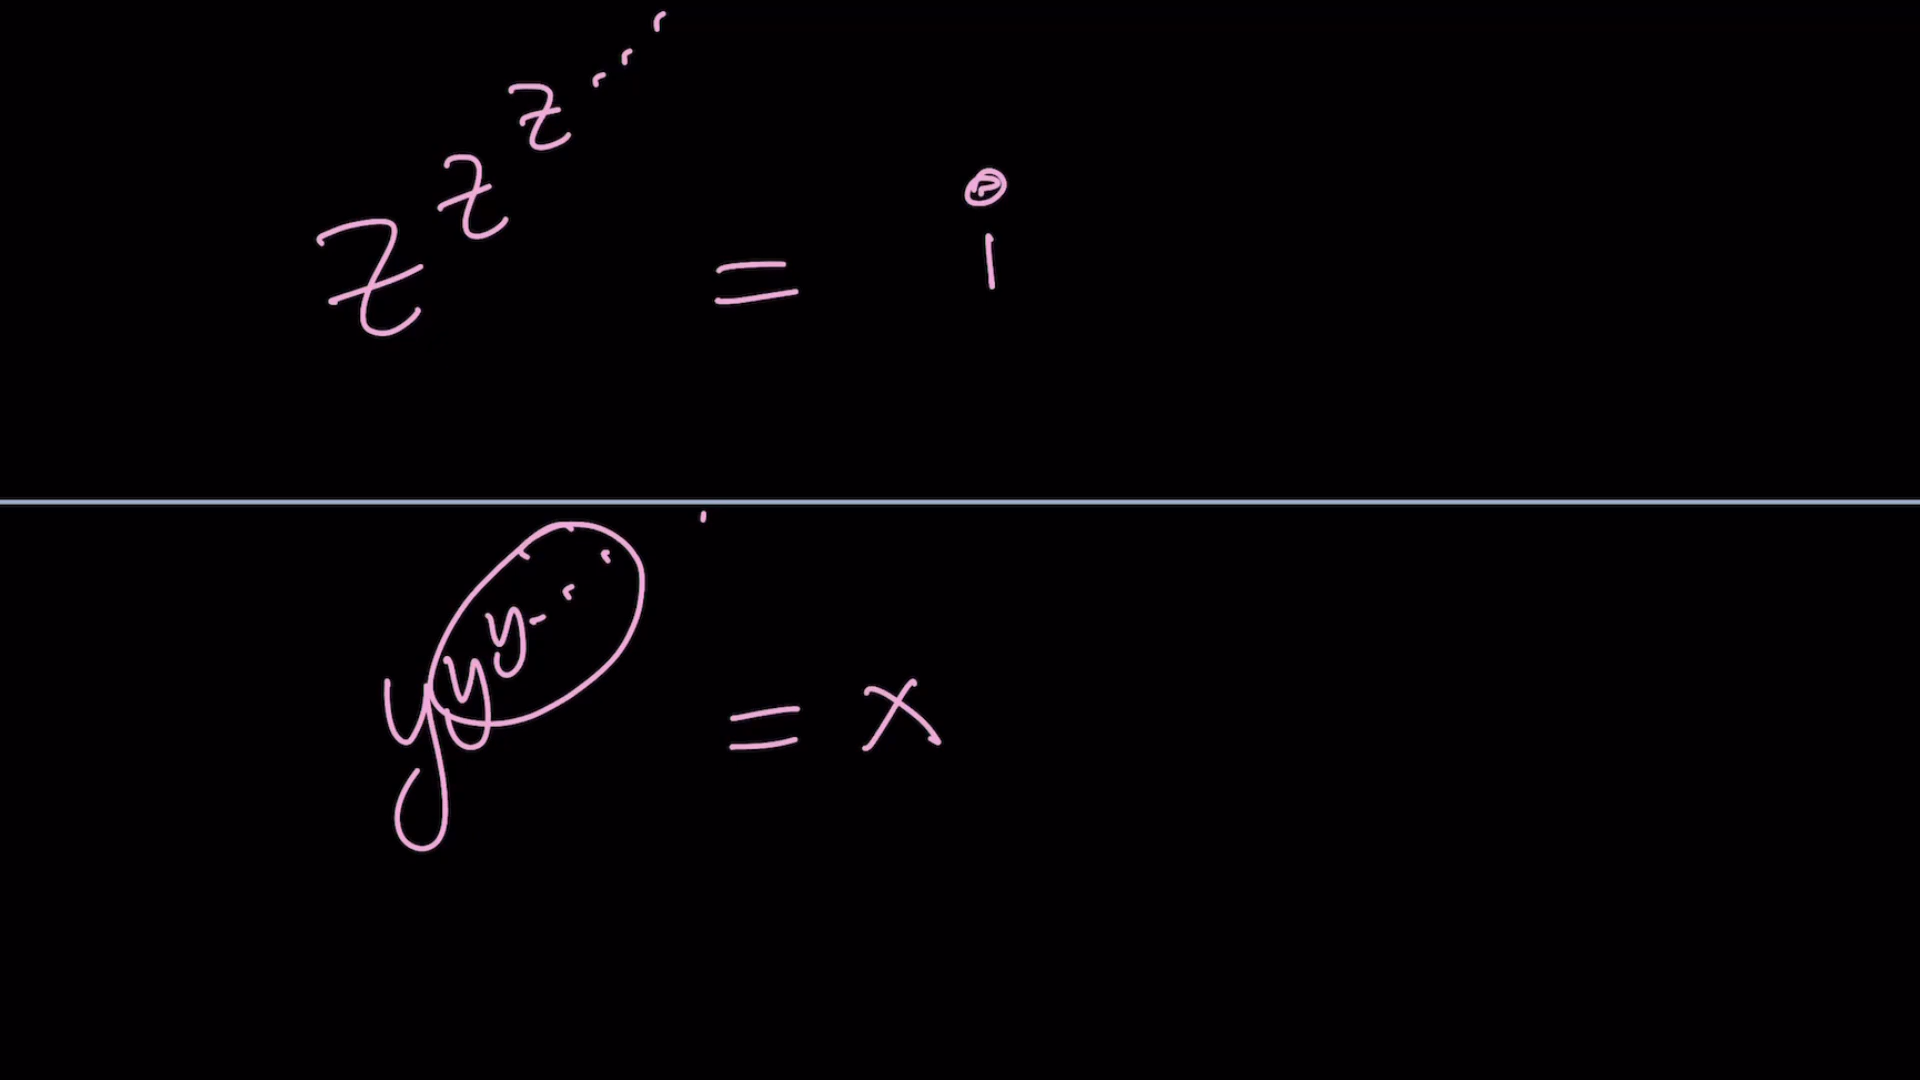 z^z^z^... = i
y^y^y^... = x